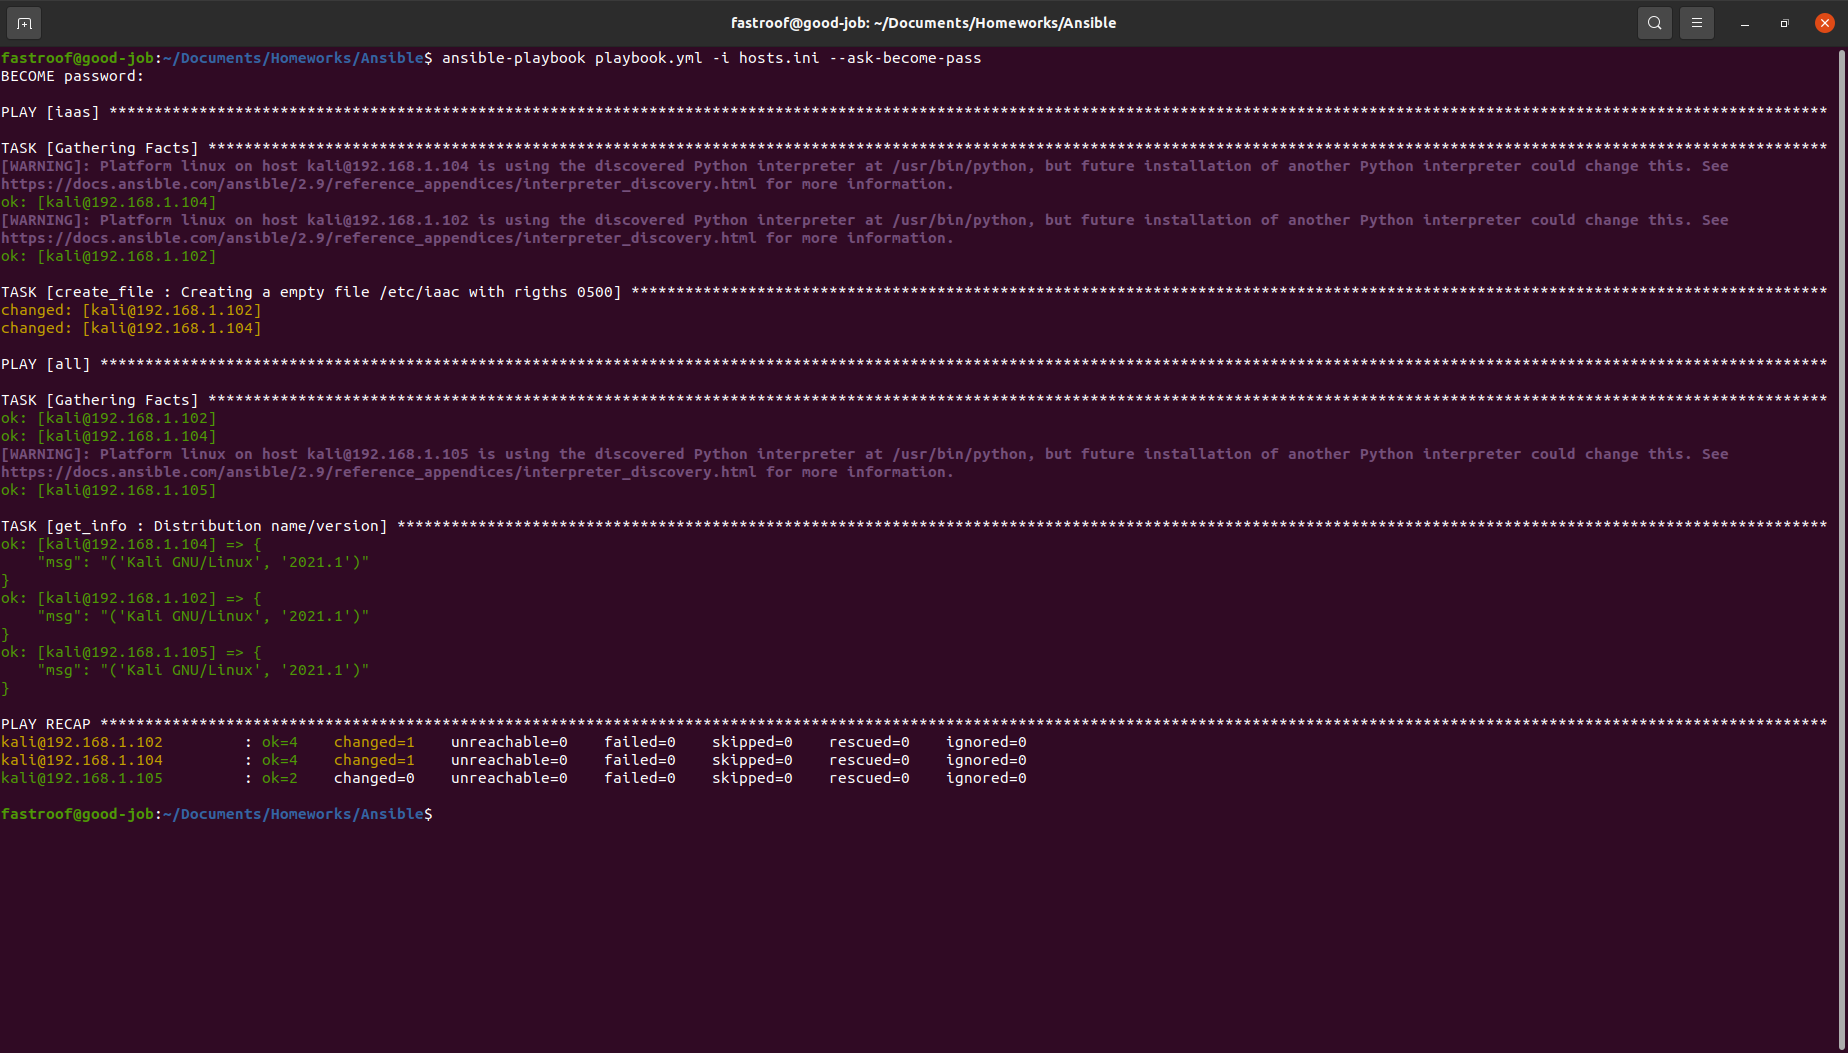 fastroof@good-job: ~/Documents/Homeworks/Ansible
fastroof@good-job:~/Documents/Homeworks/Ansible$ ansible-playbook playbook.yml -i hosts.ini --ask-become-pass
BECOME password:
PLAY [iaas] ***********************************************************************************************************************************************************************************************
TASK [Gathering Facts] ************************************************************************************************************************************************************************************
[WARNING]: Platform linux on host kali@192.168.1.104 is using the discovered Python interpreter at /usr/bin/python, but future installation of another Python interpreter could change this. See
https://docs.ansible.com/ansible/2.9/reference_appendices/interpreter_discovery.html for more information.
ok: [kali@192.168.1.104]
[WARNING]: Platform linux on host kali@192.168.1.102 is using the discovered Python interpreter at /usr/bin/python, but future installation of another Python interpreter could change this. See
https://docs.ansible.com/ansible/2.9/reference_appendices/interpreter_discovery.html for more information.
ok: [kali@192.168.1.102]
TASK [create_file : Creating a empty file /etc/iaac with rigths 0500] *************************************************************************************************************************************
changed: [kali@192.168.1.102]
changed: [kali@192.168.1.104]
PLAY [all] ************************************************************************************************************************************************************************************************
TASK [Gathering Facts] ************************************************************************************************************************************************************************************
ok: [kali@192.168.1.102]
ok: [kali@192.168.1.104]
[WARNING]: Platform linux on host kali@192.168.1.105 is using the discovered Python interpreter at /usr/bin/python, but future installation of another Python interpreter could change this. See
https://docs.ansible.com/ansible/2.9/reference_appendices/interpreter_discovery.html for more information.
ok: [kali@192.168.1.105]
TASK [get_info : Distribution name/version] ***************************************************************************************************************************************************************
ok: [kali@192.168.1.104] => {
    "msg": "('Kali GNU/Linux', '2021.1')"
}
ok: [kali@192.168.1.102] => {
    "msg": "('Kali GNU/Linux', '2021.1')"
}
ok: [kali@192.168.1.105] => {
    "msg": "('Kali GNU/Linux', '2021.1')"
}
PLAY RECAP ************************************************************************************************************************************************************************************************
kali@192.168.1.102         : ok=4    changed=1    unreachable=0    failed=0    skipped=0    rescued=0    ignored=0
kali@192.168.1.104         : ok=4    changed=1    unreachable=0    failed=0    skipped=0    rescued=0    ignored=0
kali@192.168.1.105         : ok=2    changed=0    unreachable=0    failed=0    skipped=0    rescued=0    ignored=0
fastroof@good-job:~/Documents/Homeworks/Ansible$